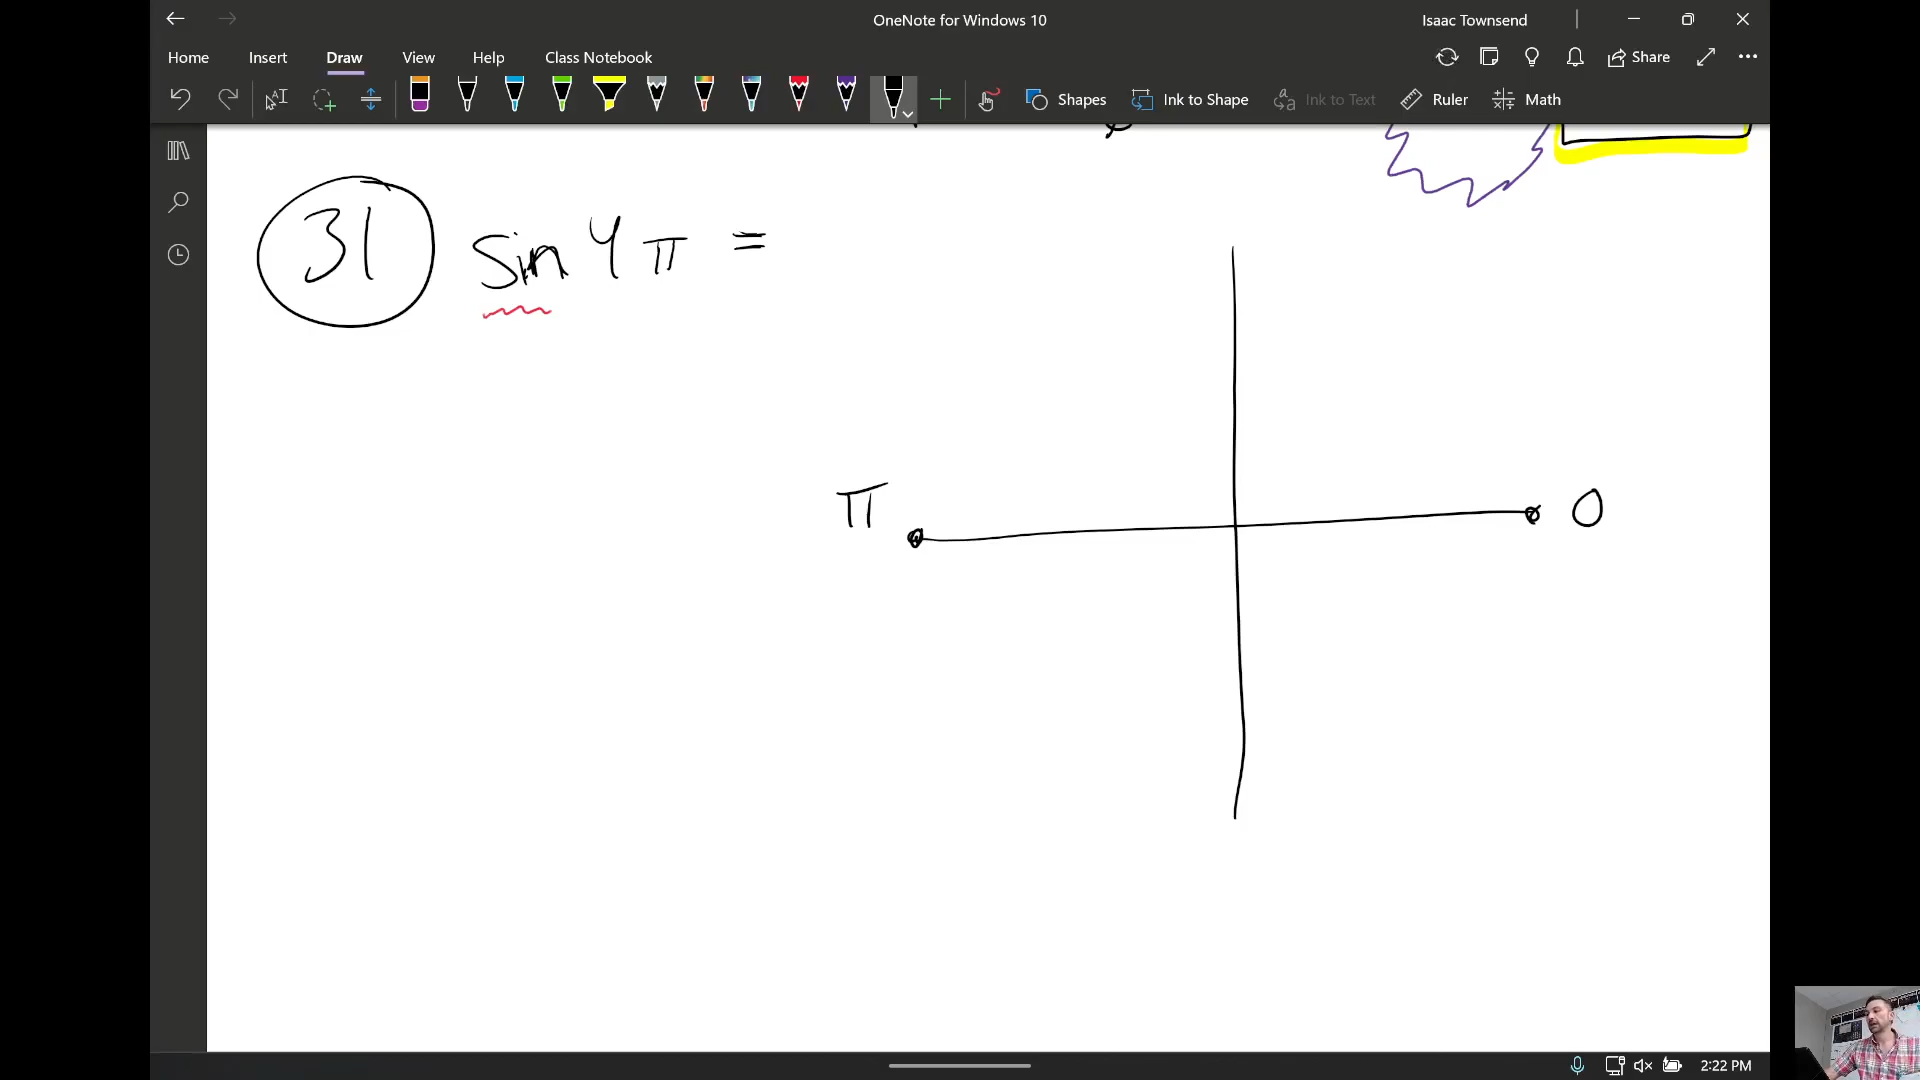 OneNote for Windows 10
Isaac Townsend
Home Insert Draw View Help Class Notebook
Share
Shapes Ink to Shape Ink to Text Ruler Math
31 sin 4π =
π
0
2:22 PM